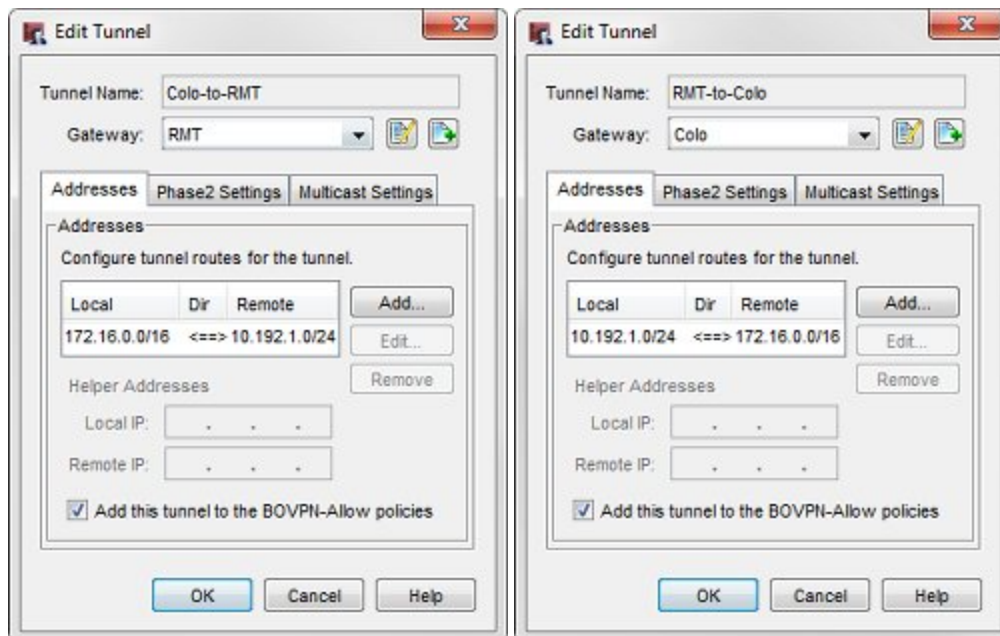 Edit Tunnel
Tunnel Name: Colo-to-RMT
Gateway: RMT
Addresses Phase2 Settings Multicast Settings
Addresses
Configure tunnel routes for the tunnel.
Local Dir Remote
172.16.0.0/16 <==> 10.192.1.0/24
Add...
Edit...
Remove
Helper Addresses
Local IP: . . .
Remote IP: . . .
Add this tunnel to the BOVPN-Allow policies
OK Cancel Help
Edit Tunnel
Tunnel Name: RMT-to-Colo
Gateway: Colo
Addresses Phase2 Settings Multicast Settings
Addresses
Configure tunnel routes for the tunnel.
Local Dir Remote
10.192.1.0/24 <==> 172.16.0.0/16
Add...
Edit...
Remove
Helper Addresses
Local IP: . . .
Remote IP: . . .
Add this tunnel to the BOVPN-Allow policies
OK Cancel Help